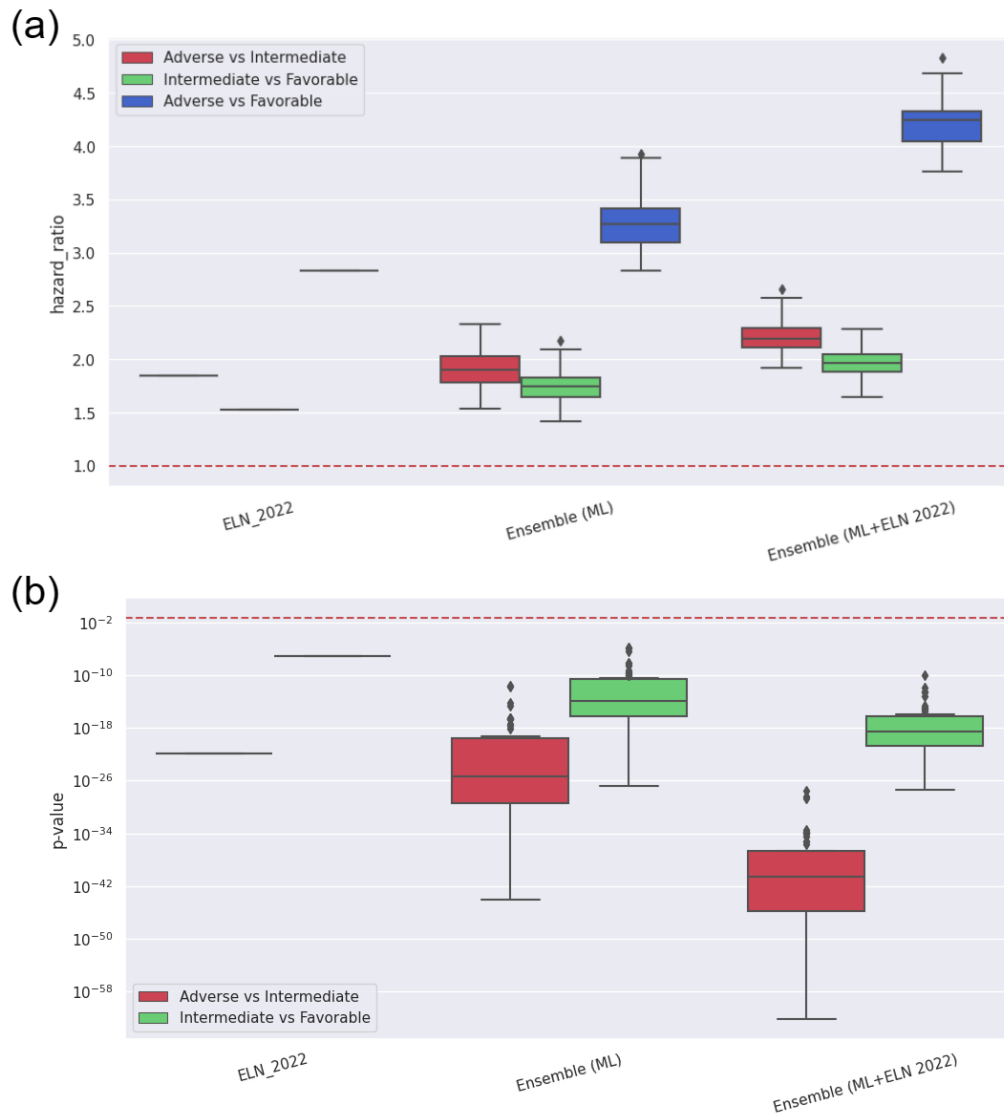 (a)
5.0
4.5
4.0
3.5
3.0
2.5
2.0
1.5
1.0
hazard_ratio
Adverse vs Intermediate
Intermediate vs Favorable
Adverse vs Favorable
ELN_2022
Ensemble (ML)
Ensemble (ML+ELN 2022)
(b)
10⁻²
10⁻¹⁰
10⁻¹⁸
10⁻²⁶
10⁻³⁴
10⁻⁴²
10⁻⁵⁰
10⁻⁵⁸
p-value
Adverse vs Intermediate
Intermediate vs Favorable
ELN_2022
Ensemble (ML)
Ensemble (ML+ELN 2022)